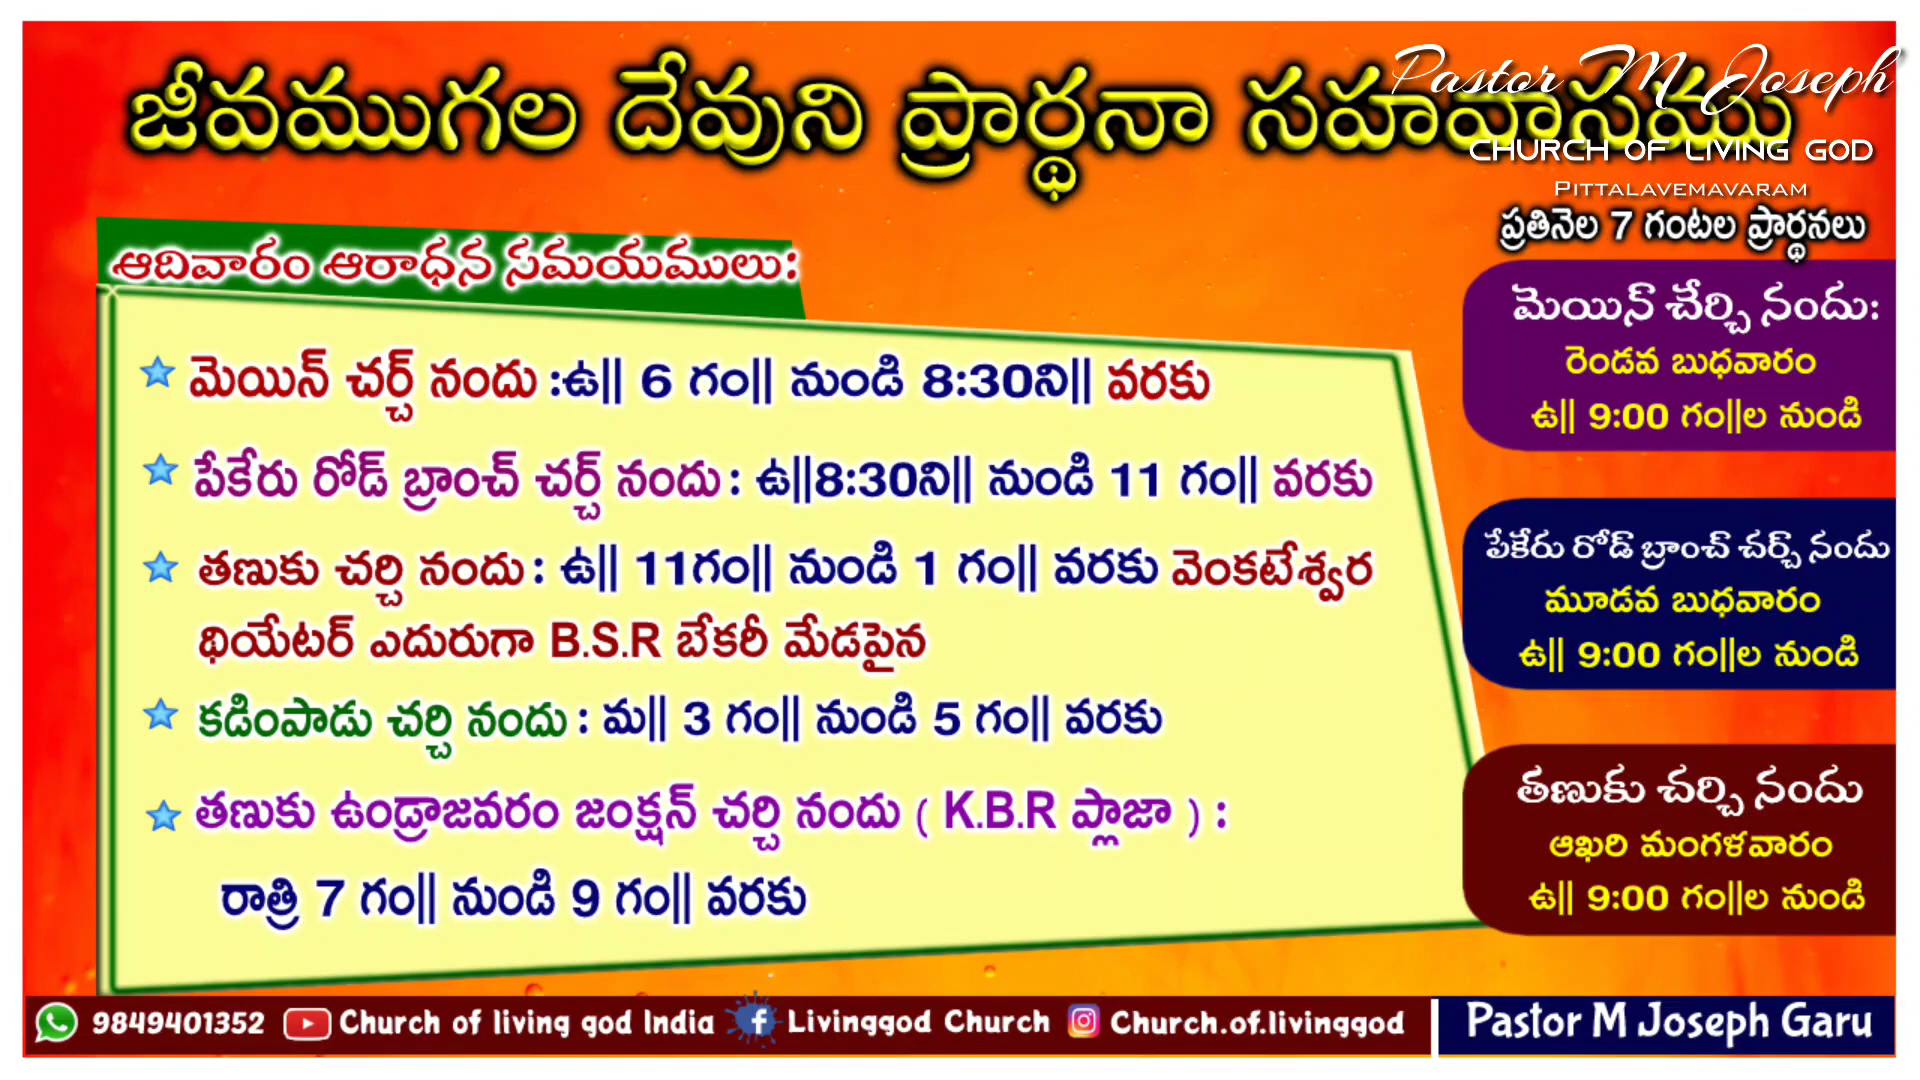 జీవముగల దేవుని ప్రార్థనా సహవాసము
Pastor M Joseph
CHURCH OF LIVING GOD
PITTALAVEMAVARAM
ప్రతినెల 7 గంటల ప్రార్థనలు
ఆదివారం ఆరాధన సమయములు:
మెయిన్ చర్చ్ నందు :ఉ|| 6 గం|| నుండి 8:30ని|| వరకు
పేకేరు రోడ్ బ్రాంచ్ చర్చ్ నందు : ఉ||8:30ని|| నుండి 11 గం|| వరకు
తణుకు చర్చి నందు : ఉ|| 11గం|| నుండి 1 గం|| వరకు వెంకటేశ్వర
థియేటర్ ఎదురుగా B.S.R బేకరీ మేడపైన
కడింపాడు చర్చి నందు : మ|| 3 గం|| నుండి 5 గం|| వరకు
తణుకు ఉండ్రాజవరం జంక్షన్ చర్చి నందు ( K.B.R ప్లాజా ) :
రాత్రి 7 గం|| నుండి 9 గం|| వరకు
మెయిన్ చేర్చి నందు:
రెండవ బుధవారం
ఉ|| 9:00 గం||ల నుండి
పేకేరు రోడ్ బ్రాంచ్ చర్చ్ నందు
మూడవ బుధవారం
ఉ|| 9:00 గం||ల నుండి
తణుకు చర్చి నందు
ఆఖరి మంగళవారం
ఉ|| 9:00 గం||ల నుండి
9849401352 Church of living god India Livinggod Church Church.of.livinggod
Pastor M Joseph Garu